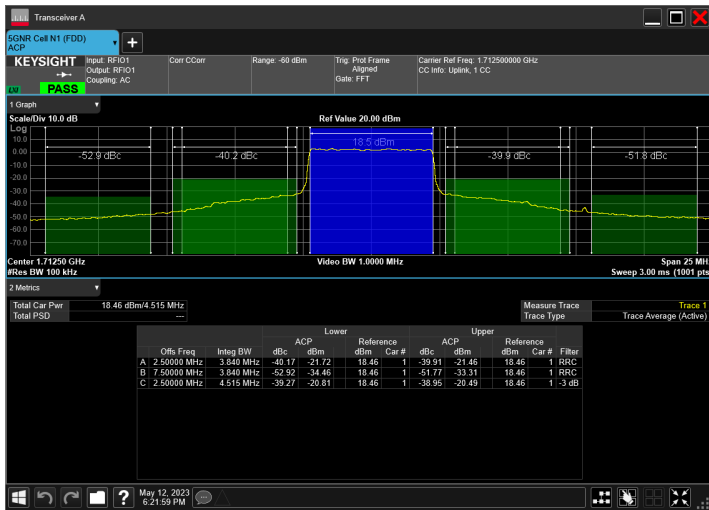 Transceiver A
5GNR Cell N1 (FDD)
ACP
KEYSIGHT
LXI
PASS
Input: RFIO1
Output: RFIO1
Coupling: AC
Corr CCorr
Range: -60 dBm
Trig: Prot Frame
Aligned
Gate: FFT
Carrier Ref Freq: 1.712500000 GHz
CC Info: Uplink, 1 CC
1 Graph
Scale/Div 10.0 dB
Ref Value 20.00 dBm
Log
10.0
0.00
-10.0
-20.0
-30.0
-40.0
-50.0
-60.0
-70.0
-52.9 dBc
-40.2 dBc
18.5 dBm
-39.9 dBc
-51.8 dBc
Center 1.71250 GHz
Video BW 1.0000 MHz
Span 25 MH
#Res BW 100 kHz
Sweep 3.00 ms (1001 pts
2 Metrics
Total Car Pwr 18.46 dBm/4.515 MHz
Total PSD ---
Measure Trace Trace 1
Trace Type Trace Average (Active)
Lower Upper
ACP Reference ACP Reference
Offs Freq Integ BW dBc dBm dBm Car # dBc dBm dBm Car # Filter
A 2.50000 MHz 3.840 MHz -40.17 -21.72 18.46 1 -39.91 -21.46 18.46 1 RRC
B 7.50000 MHz 3.840 MHz -52.92 -34.46 18.46 1 -51.77 -33.31 18.46 1 RRC
C 2.50000 MHz 4.515 MHz -39.27 -20.81 18.46 1 -38.95 -20.49 18.46 1 -3 dB
May 12, 2023
6:21:59 PM